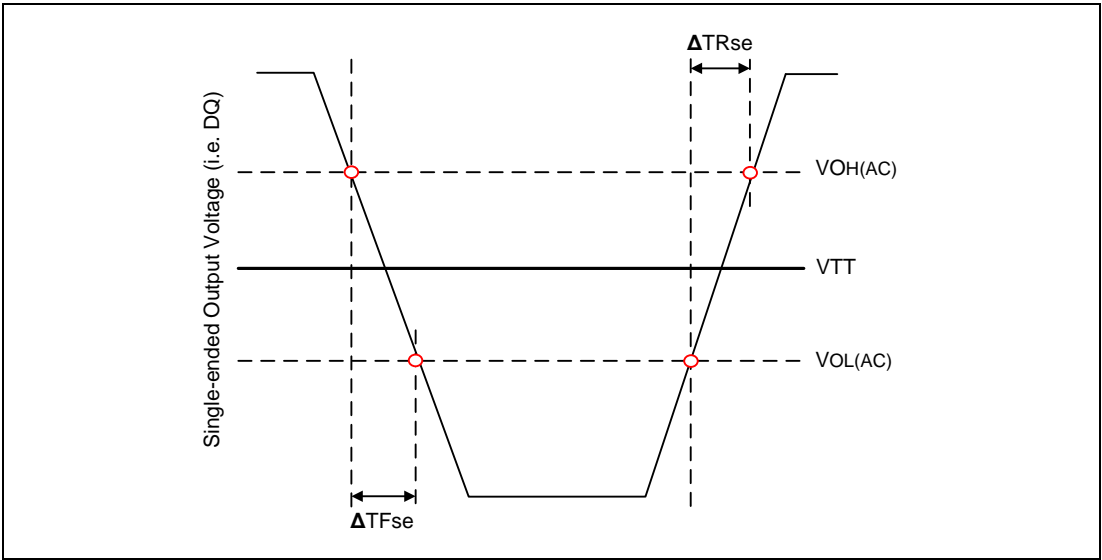 ΔTRse
Single-ended Output Voltage (i.e. DQ)
VOH(AC)
VTT
VOL(AC)
ΔTFse